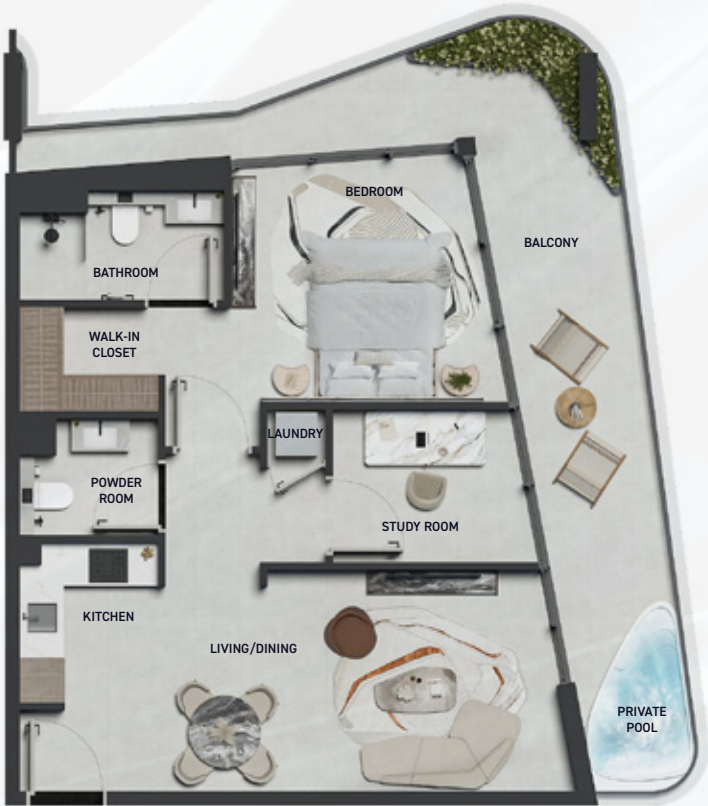 BEDROOM
BALCONY
BATHROOM
WALK-IN
CLOSET
LAUNDRY
POWDER
ROOM
STUDY ROOM
KITCHEN
LIVING/DINING
PRIVATE
POOL